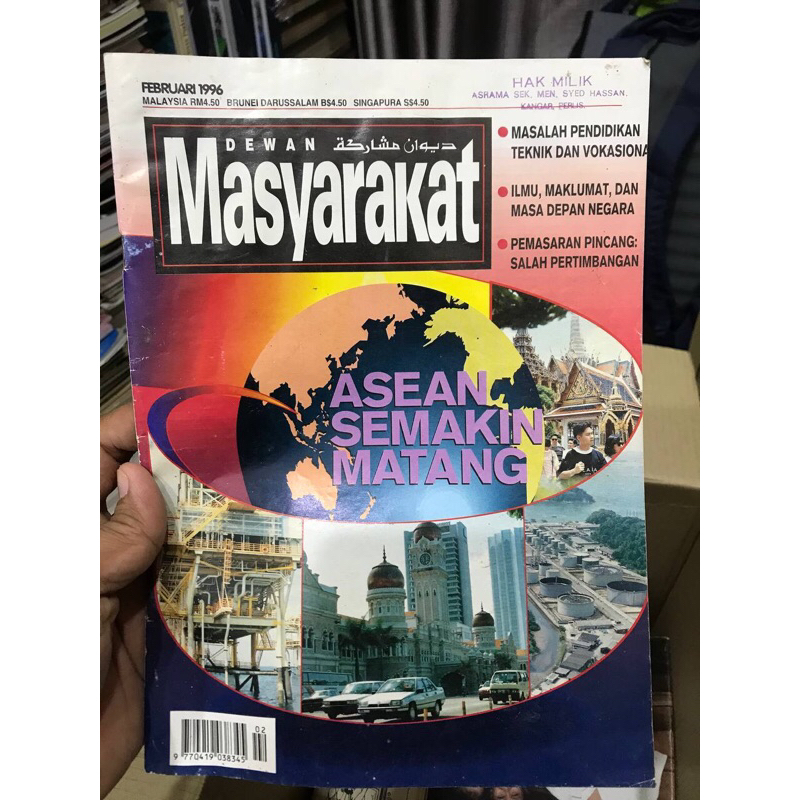 FEBRUARI 1996
MALAYSIA RM4.50 BRUNEI DARUSSALAM B$4.50 SINGAPURA S$4.50
HAK MILIK
ASRAMA SEK. MEN. SYED HASSAN.
KANGAR, PERLIS.
DEWAN ديوان مشاركة
Masyarakat
MASALAH PENDIDIKAN
TEKNIK DAN VOKASIONA
ILMU, MAKLUMAT, DAN
MASA DEPAN NEGARA
PEMASARAN PINCANG:
SALAH PERTIMBANGAN
ASEAN
SEMAKIN
MATANG
02
9 770419 038345